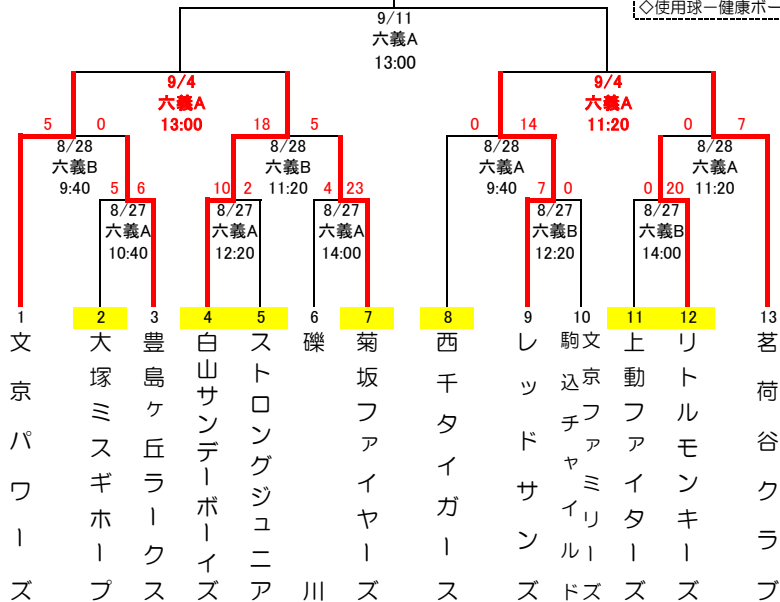 ◇使用球－健康ボー
9/11
六義A
13:00
9/4
六義A
13:00
9/4
六義A
11:20
5 0
18 5
0 14
0 7
8/28
六義B
9:40
8/28
六義B
11:20
8/28
六義A
9:40
8/28
六義A
11:20
5 6
10 2
4 23
7 0
0 20
8/27
六義A
10:40
8/27
六義A
12:20
8/27
六義A
14:00
8/27
六義B
12:20
8/27
六義B
14:00
1 2 3 4 5 6 7 8 9 10 11 12 13
文京パワーズ
大塚ミスギホープ
豊島ヶ丘ラークス
白山サンデーボーイズ
ストロングジュニア
礫川
菊坂ファイヤーズ
西千タイガース
レッドサンズ
文京ファミリーズ
駒込チャイルド
上動ファイターズ
リトルモンキーズ
茗荷谷クラブ